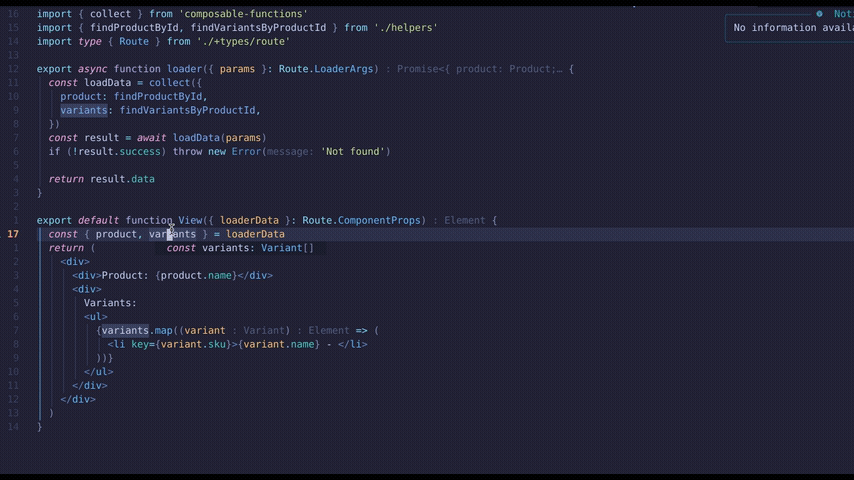 Noti
No information availa
16 import { collect } from 'composable-functions'
15 import { findProductById, findVariantsByProductId } from './helpers'
14 import type { Route } from './+types/route'
13
12 export async function loader({ params }: Route.LoaderArgs) : Promise<{ product: Product;… {
11 const loadData = collect({
10 product: findProductById,
9 variants: findVariantsByProductId,
8 })
7 const result = await loadData(params)
6 if (!result.success) throw new Error(message: 'Not found')
5
4 return result.data
3 }
2
1 export default function View({ loaderData }: Route.ComponentProps) : Element {
17 const { product, variants } = loaderData
1 return (
const variants: Variant[]
2 <div>
3 <div>Product: {product.name}</div>
4 <div>
5 Variants:
6 <ul>
7 {variants.map((variant : Variant) : Element => (
8 <li key={variant.sku}>{variant.name} - </li>
9 ))}
10 </ul>
11 </div>
12 </div>
13 )
14 }